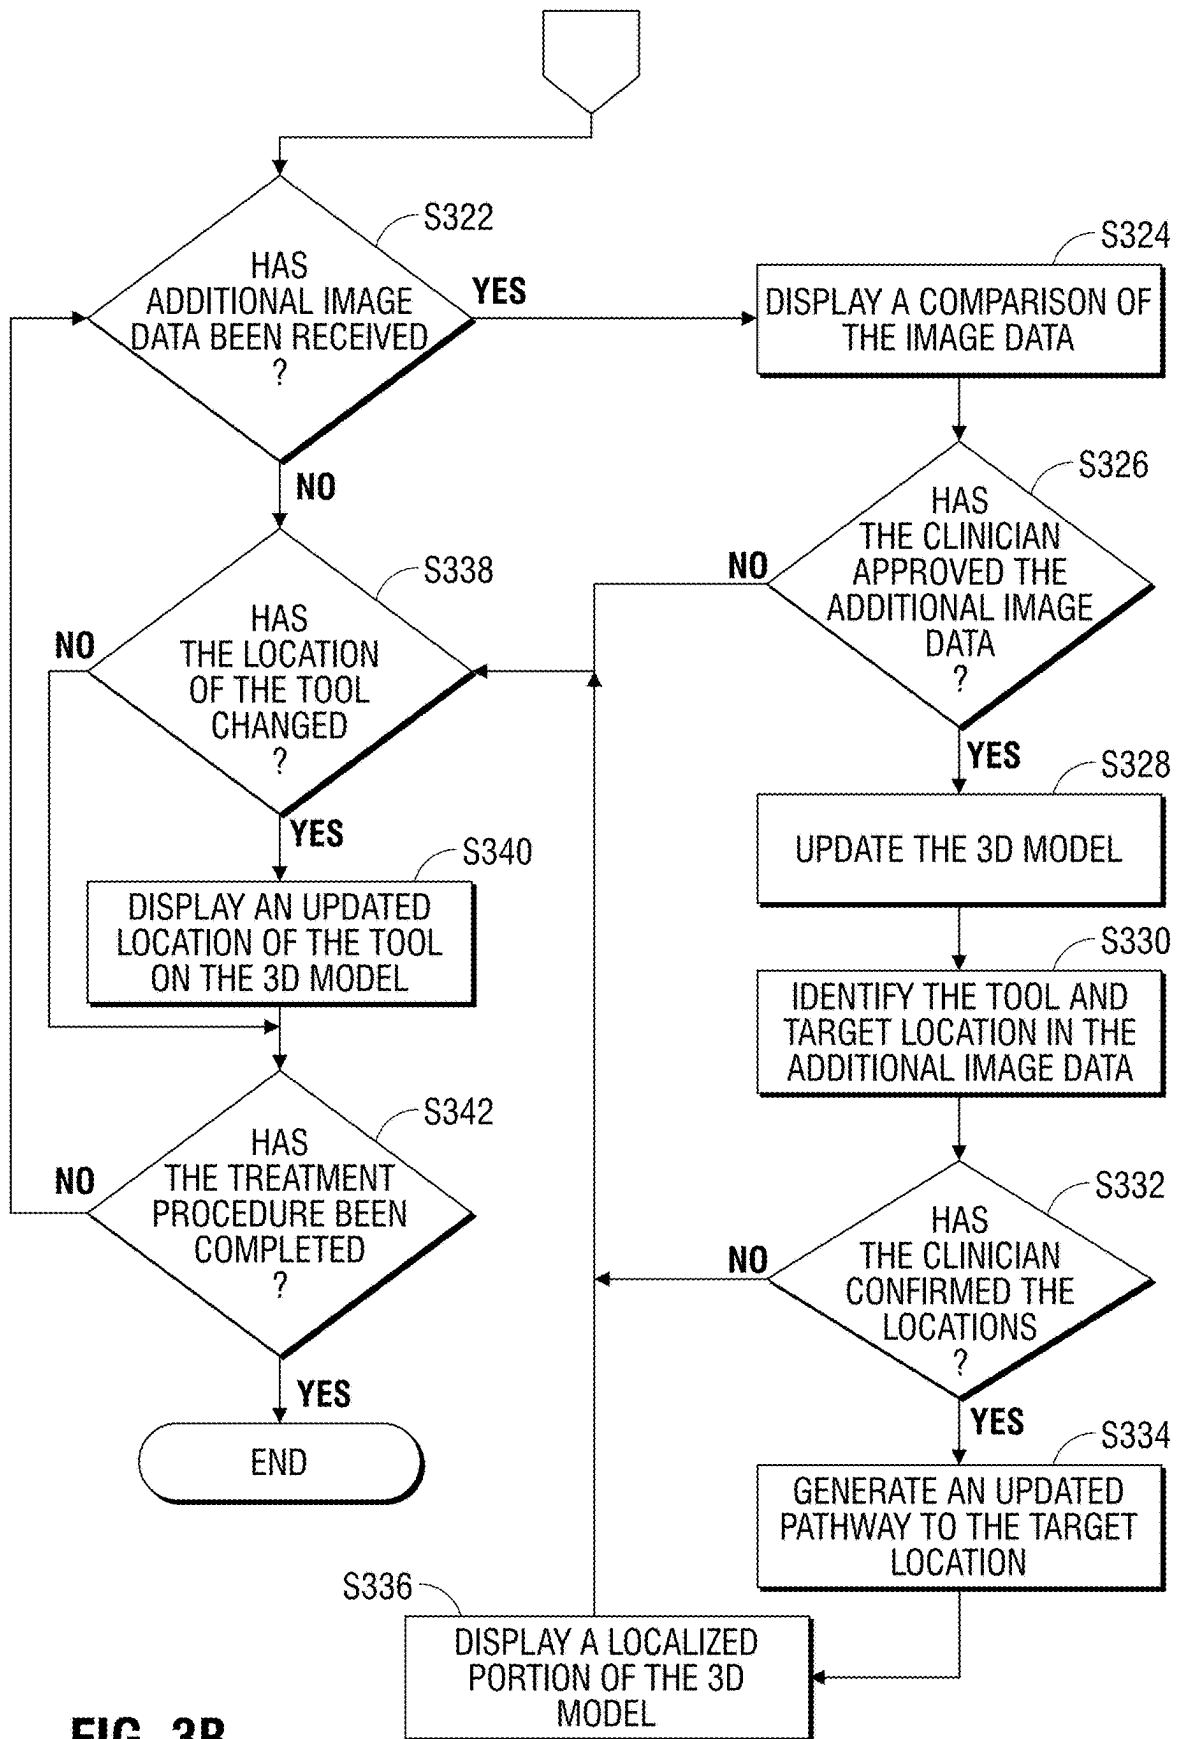 S322
HAS
ADDITIONAL IMAGE
DATA BEEN RECEIVED
?
YES
NO
S324
DISPLAY A COMPARISON OF
THE IMAGE DATA
S326
HAS
THE CLINICIAN
APPROVED THE
ADDITIONAL IMAGE
DATA
?
NO
YES
S328
UPDATE THE 3D MODEL
S330
IDENTIFY THE TOOL AND
TARGET LOCATION IN THE
ADDITIONAL IMAGE DATA
S332
HAS
THE CLINICIAN
CONFIRMED THE
LOCATIONS
?
NO
YES
S334
GENERATE AN UPDATED
PATHWAY TO THE TARGET
LOCATION
S336
DISPLAY A LOCALIZED
PORTION OF THE 3D
MODEL
S338
HAS
THE LOCATION
OF THE TOOL
CHANGED
?
NO
YES
S340
DISPLAY AN UPDATED
LOCATION OF THE TOOL
ON THE 3D MODEL
S342
HAS
THE TREATMENT
PROCEDURE BEEN
COMPLETED
?
NO
YES
END
FIG. 3B